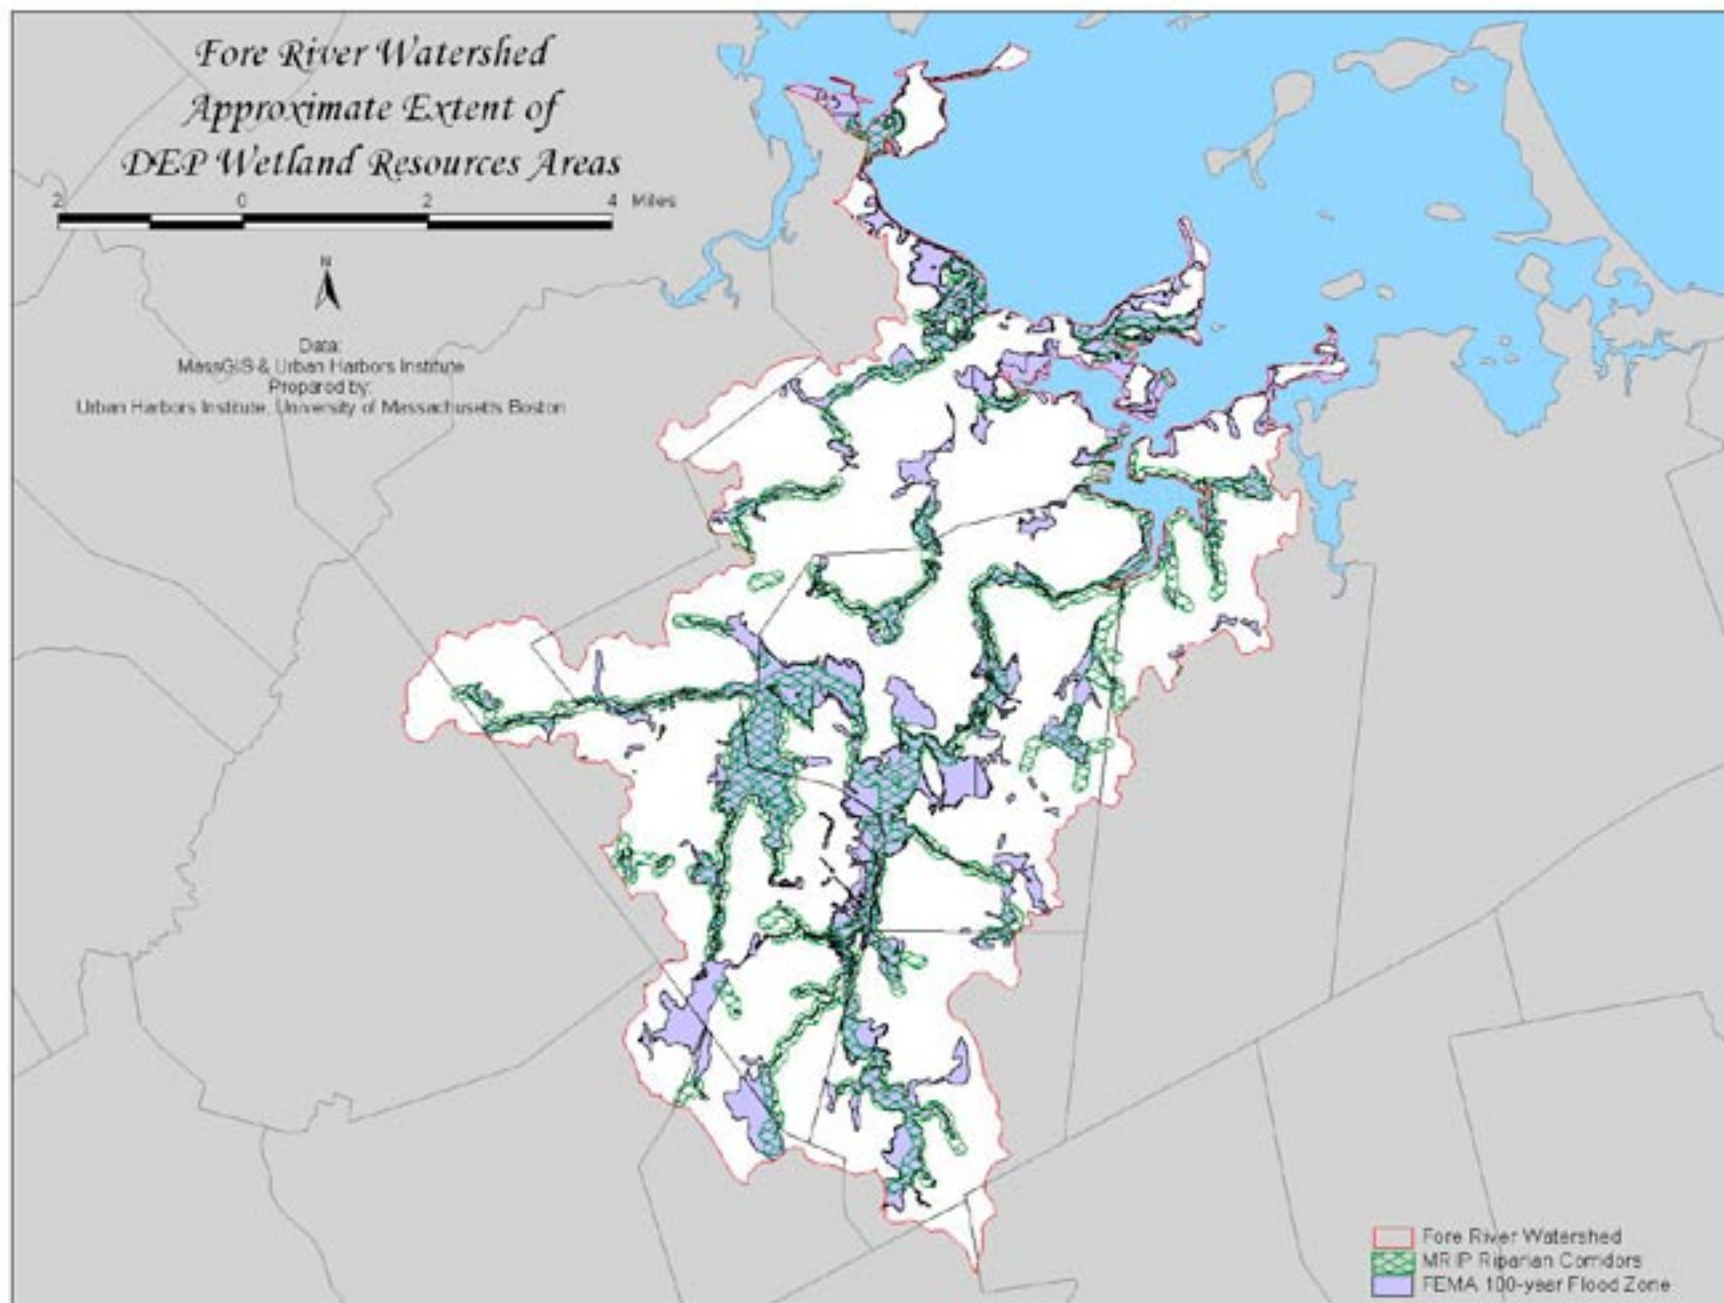 Fore River Watershed
Approximate Extent of
DEP Wetland Resources Areas
2 0 2 4 Miles
N
Data:
MassGIS & Urban Harbors Institute
Prepared by:
Urban Harbors Institute, University of Massachusetts Boston
Fore River Watershed
MRIP Riparian Corridors
FEMA 100-year Flood Zone